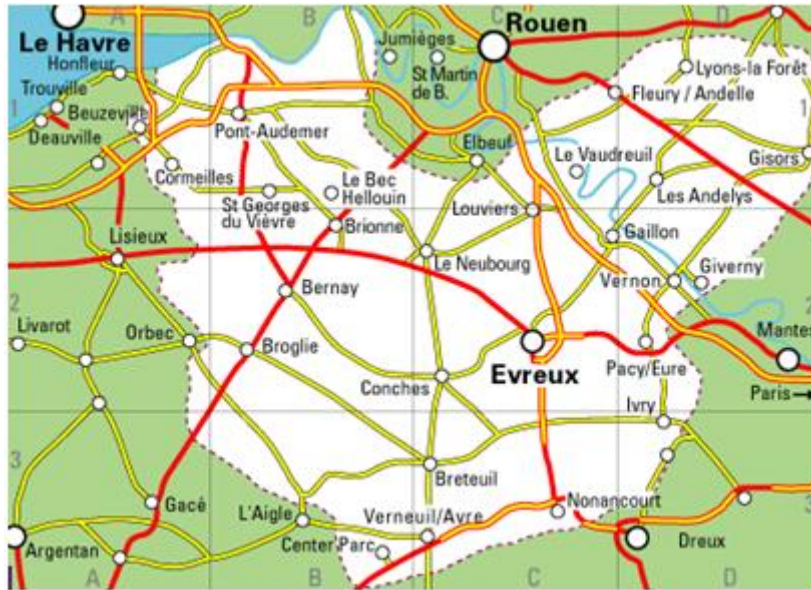 A
B
C
D
Le Havre
Rouen
Honfleur
Jumièges
Lyons-la Forêt
Trouville
St Martin
de B.
Fleury / Andelle
Beuzeville
1
Deauville
Pont-Audemer
Elbeuf
Le Vaudreuil
Gisors
Cormeilles
Le Bec
Hellouin
St Georges
du Vièvre
Les Andelys
Louviers
Brionne
Gaillon
Lisieux
Le Neubourg
Giverny
Vernon
Bernay
2
Livarot
Orbec
Broglie
Mantes
Evreux
Pacy/Eure
Conches
Paris
Ivry
3
Breteuil
Gacé
L'Aigle
Verneuil/Avre
Nonancourt
Center'Parc
Argentan
Dreux
A
B
C
D